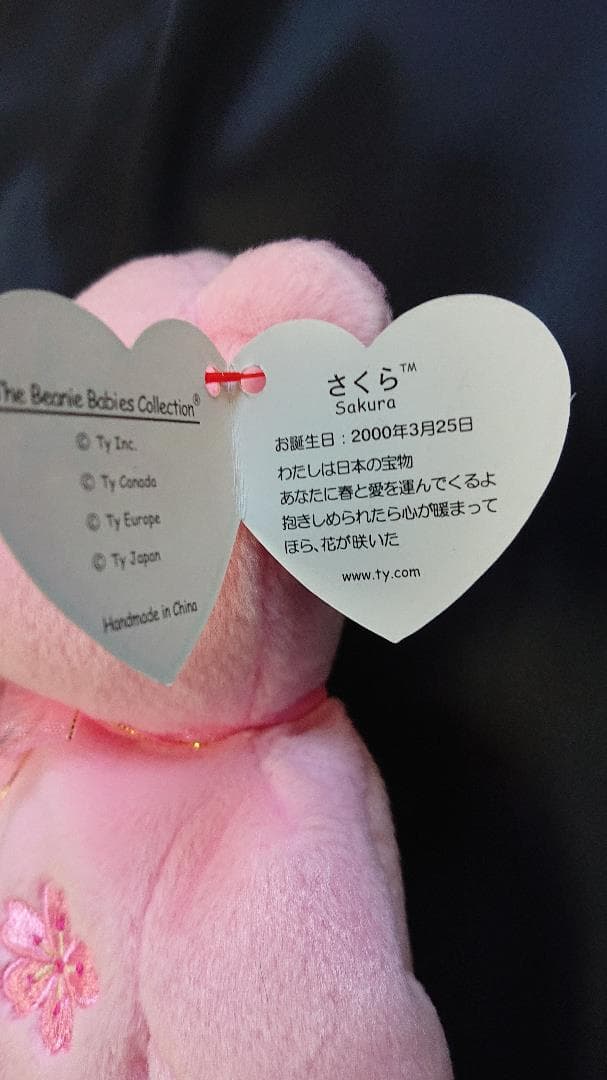 The Beanie Babies Collection®
© Ty Inc.
© Ty Canada
© Ty Europe
© Ty Japan
Handmade in China
さくら™
Sakura
お誕生日：2000年3月25日
わたしは日本の宝物
あなたに春と愛を運んでくるよ
抱きしめられたら心が暖まって
ほら、花が咲いた
www.ty.com